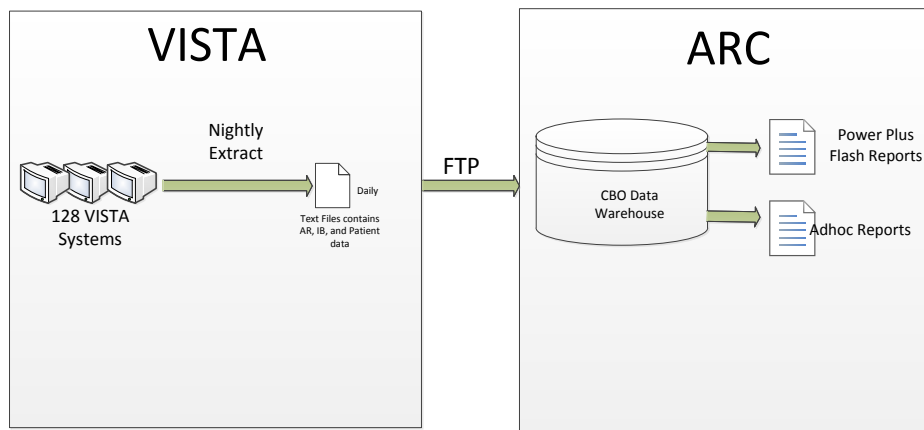 VISTA
Nightly
Extract
128 VISTA
Systems
Daily
Text Files contains
AR, IB, and Patient
data
FTP
ARC
CBO Data
Warehouse
Power Plus
Flash Reports
Adhoc Reports